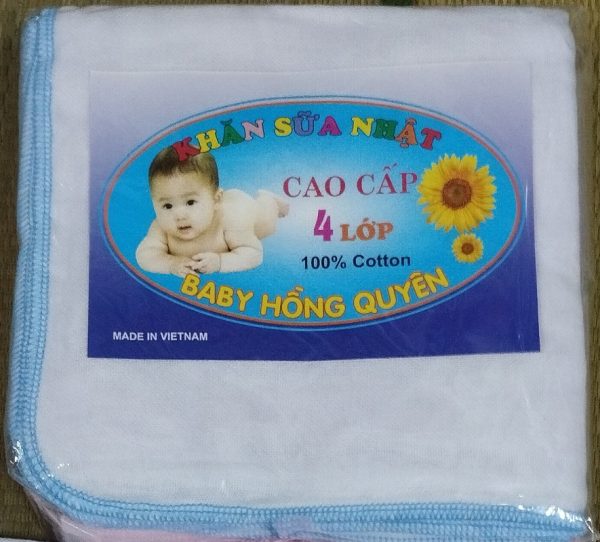 KHĂN SỮA NHẬT
CAO CẤP
4 LỚP
100% Cotton
BABY HỒNG QUYÊN
MADE IN VIETNAM